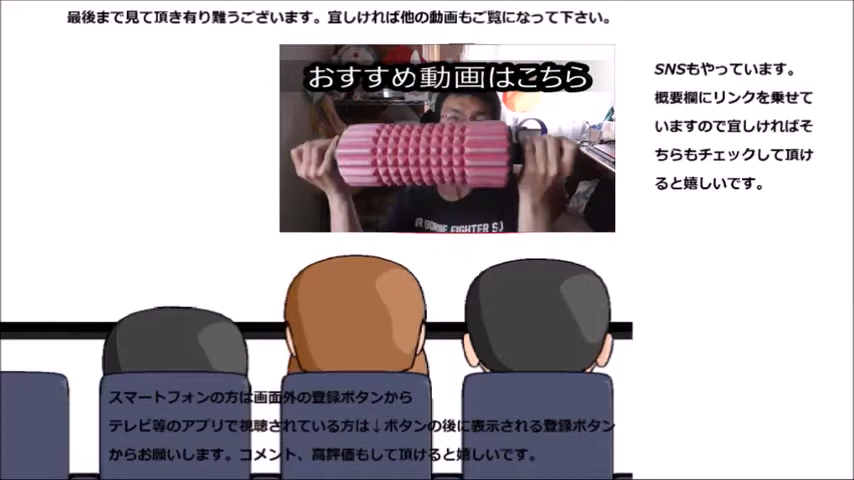 最後まで見て頂き有り難うございます。宜しければ他の動画もご覧になって下さい。
おすすめ動画はこちら
SNSもやっています。
概要欄にリンクを乗せて
いますので宜しければそ
ちらもチェックして頂け
ると嬉しいです。
FIGHTER
スマートフォンの方は画面外の登録ボタンから
テレビ等のアプリで視聴されている方は↓ボタンの後に表示される登録ボタン
からお願いします。コメント、高評価もして頂けると嬉しいです。